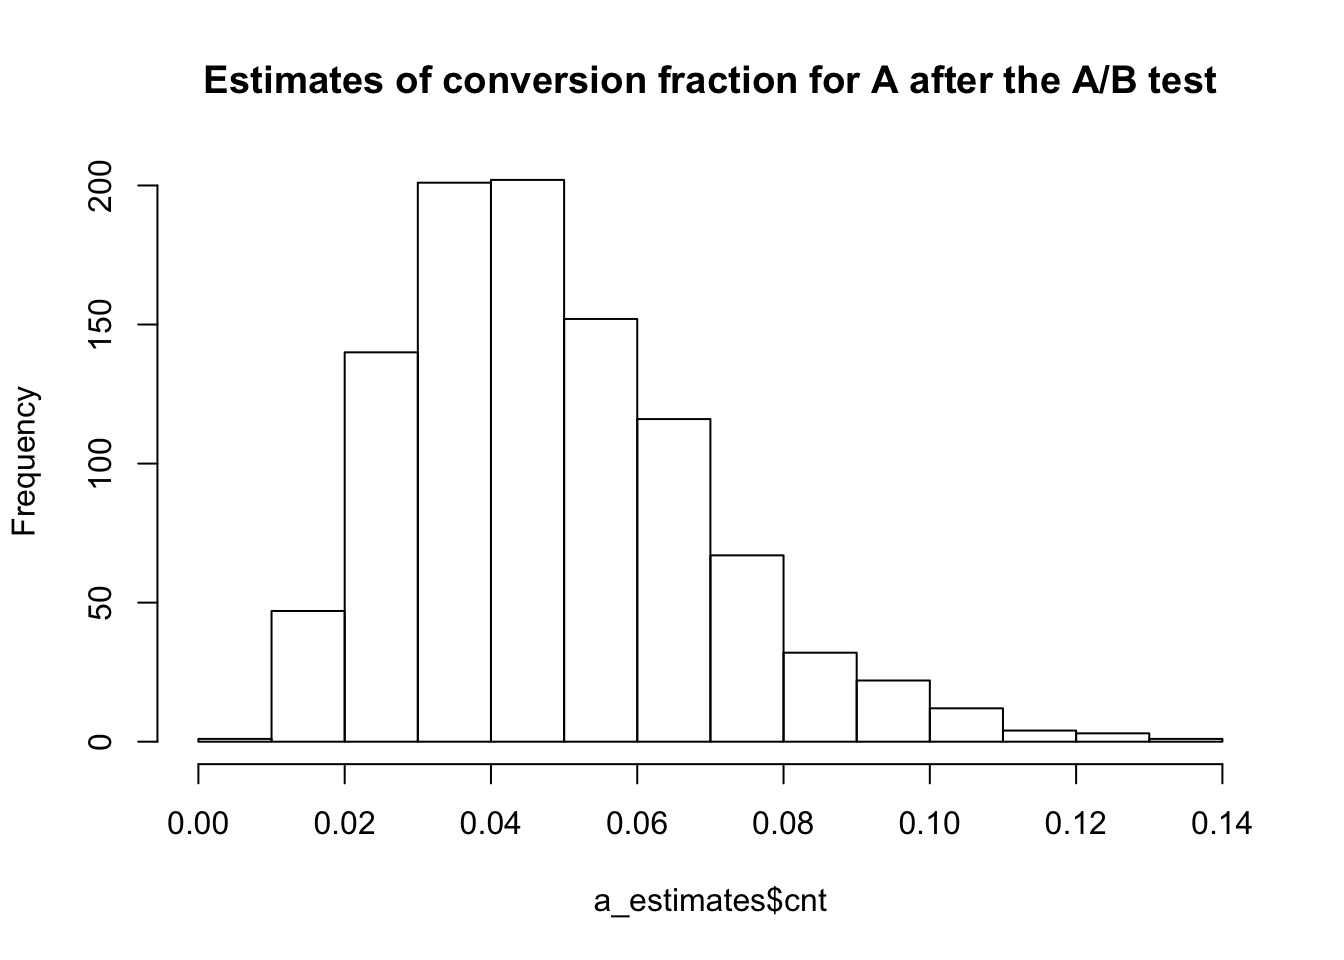 Estimates of conversion fraction for A after the A/B test
200
150
100
50
0
Frequency
0.00 0.02 0.04 0.06 0.08 0.10 0.12 0.14
a_estimates$cnt